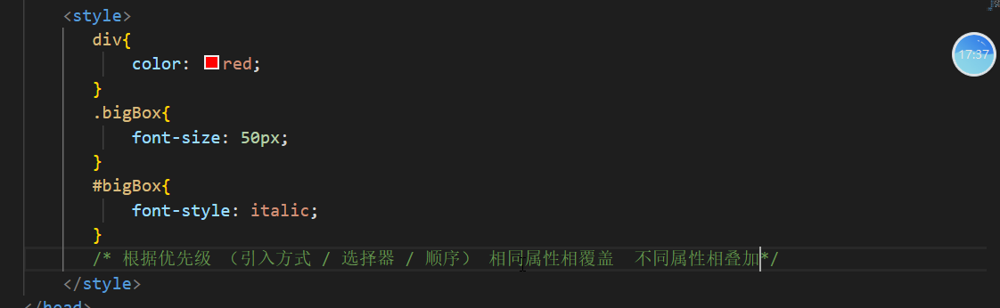 <style>
div{
color: red;
}
.bigBox{
font-size: 50px;
}
#bigBox{
font-style: italic;
}
/* 根据优先级 （引入方式 / 选择器 / 顺序） 相同属性相覆盖 不同属性相叠加*/
</style>
</head>
17:37